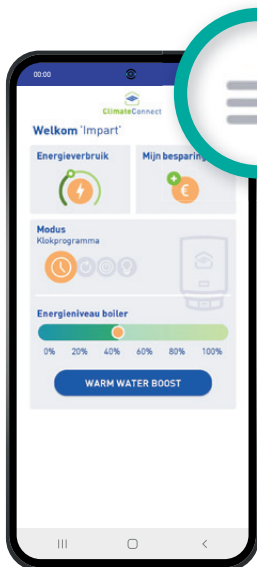 00:00
ClimateConnect
Welkom 'Impart'
Energieverbruik
Mijn besparing
Modus
Klokprogramma
Energieniveau boiler
0% 20% 40% 60% 80% 100%
WARM WATER BOOST